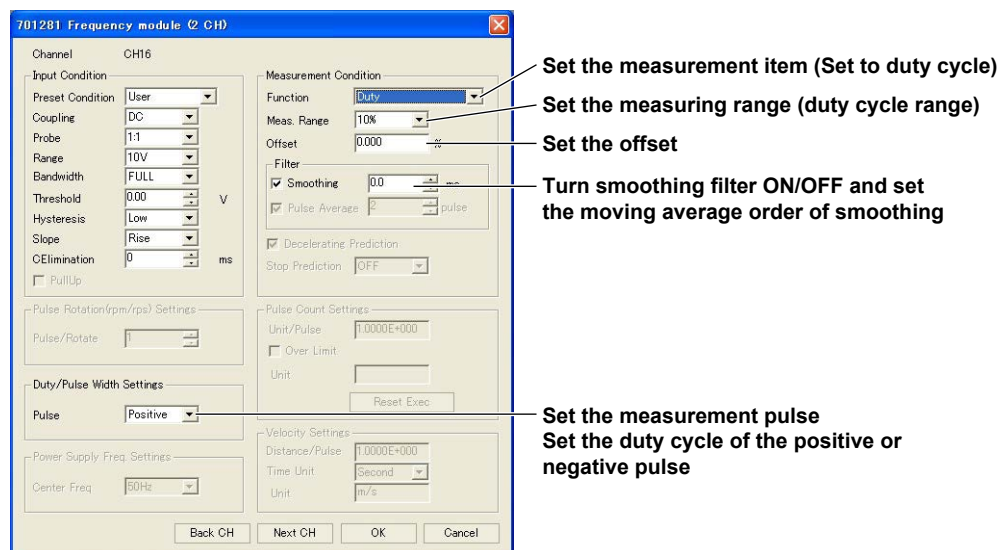 701281 Frequency module (2 CH)
Channel CH16
Input Condition
Preset Condition User
Coupling DC
Probe 1:1
Range 10V
Bandwidth FULL
Threshold 0.00 V
Hysteresis Low
Slope Rise
CElimination 0 ms
PullUp
Pulse Rotation(rpm/rps) Settings
Pulse/Rotate 1
Duty/Pulse Width Settings
Pulse Positive
Power Supply Freq. Settings
Center Freq 50Hz
Measurement Condition
Function Duty
Meas. Range 10%
Offset 0.000 %
Filter
Smoothing 0.0 ms
Pulse Average 2 pulse
Decelerating Prediction
Stop Prediction OFF
Pulse Count Settings
Unit/Pulse 1.0000E+000
Over Limit
Unit
Reset Exec
Velocity Settings
Distance/Pulse 1.0000E+000
Time Unit Second
Unit m/s
Back CH Next CH OK Cancel
Set the measurement item (Set to duty cycle)
Set the measuring range (duty cycle range)
Set the offset
Turn smoothing filter ON/OFF and set
the moving average order of smoothing
Set the measurement pulse
Set the duty cycle of the positive or
negative pulse